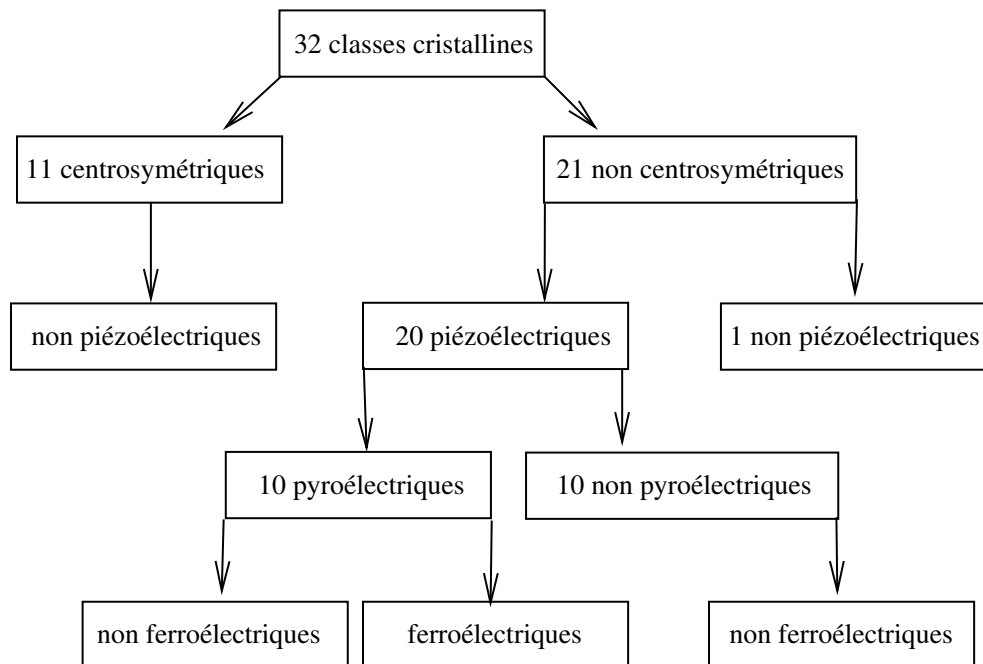 32 classes cristallines
11 centrosymétriques
21 non centrosymétriques
non piézoélectriques
20 piézoélectriques
1 non piézoélectriques
10 pyroélectriques
10 non pyroélectriques
non ferroélectriques
ferroélectriques
non ferroélectriques